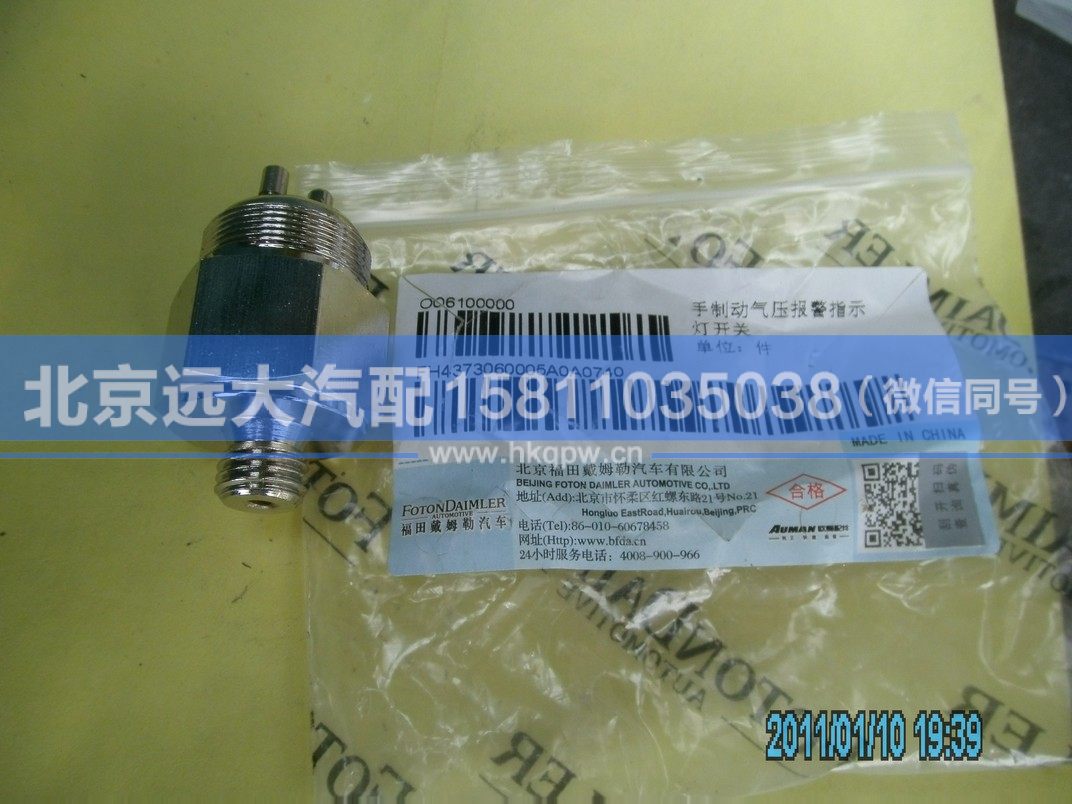 OO6100000
手制动气压报警指示
灯开关
单位：件
FH4373060005A0A0740
北京远大汽配15811035038（微信同号）
www.hkqpw.cn
MADE IN CHINA
北京福田戴姆勒汽车有限公司
BEIJING FOTON DAIMLER AUTOMOTIVE CO.,LTD
地址(Add):北京市怀柔区红螺东路21号No.21
Hongluo EastRoad,Huairou,Beijing,PRC
电话(Tel):86-010-60678458
网址(Http):www.bfda.cn
24小时服务电话：4008-900-966
FOTONDAIMLER
AUTOMOTIVE
福田戴姆勒汽车
合格
AUMAN 欧曼配件
2011/01/10 19:39